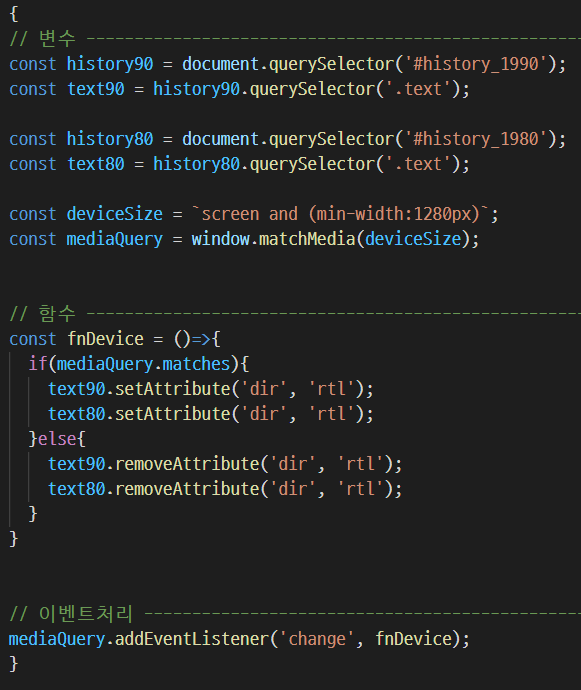 {
// 변수 ----------------------------------------------------
const history90 = document.querySelector('#history_1990');
const text90 = history90.querySelector('.text');
const history80 = document.querySelector('#history_1980');
const text80 = history80.querySelector('.text');
const deviceSize = `screen and (min-width:1280px)`;
const mediaQuery = window.matchMedia(deviceSize);
// 함수 ----------------------------------------------------
const fnDevice = ()=>{
  if(mediaQuery.matches){
    text90.setAttribute('dir', 'rtl');
    text80.setAttribute('dir', 'rtl');
  }else{
    text90.removeAttribute('dir', 'rtl');
    text80.removeAttribute('dir', 'rtl');
  }
}
// 이벤트처리 ----------------------------------------------
mediaQuery.addEventListener('change', fnDevice);
}